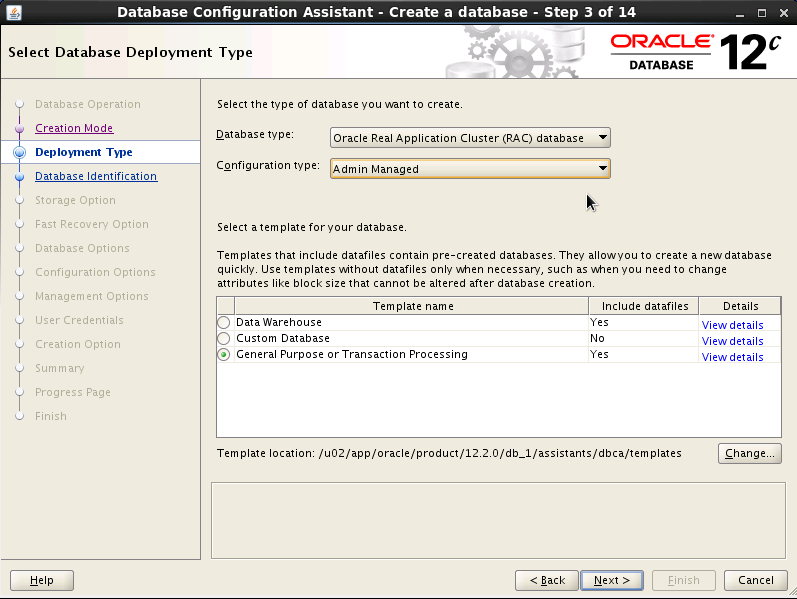 Database Configuration Assistant - Create a database - Step 3 of 14
Select Database Deployment Type
ORACLE
DATABASE
12c
Database Operation
Creation Mode
Deployment Type
Database Identification
Storage Option
Fast Recovery Option
Database Options
Configuration Options
Management Options
User Credentials
Creation Option
Summary
Progress Page
Finish
Select the type of database you want to create.
Database type: Oracle Real Application Cluster (RAC) database
Configuration type: Admin Managed
Select a template for your database.
Templates that include datafiles contain pre-created databases. They allow you to create a new database
quickly. Use templates without datafiles only when necessary, such as when you need to change
attributes like block size that cannot be altered after database creation.
Template name Include datafiles Details
Data Warehouse Yes View details
Custom Database No View details
General Purpose or Transaction Processing Yes View details
Template location: /u02/app/oracle/product/12.2.0/db_1/assistants/dbca/templates Change...
Help < Back Next > Finish Cancel